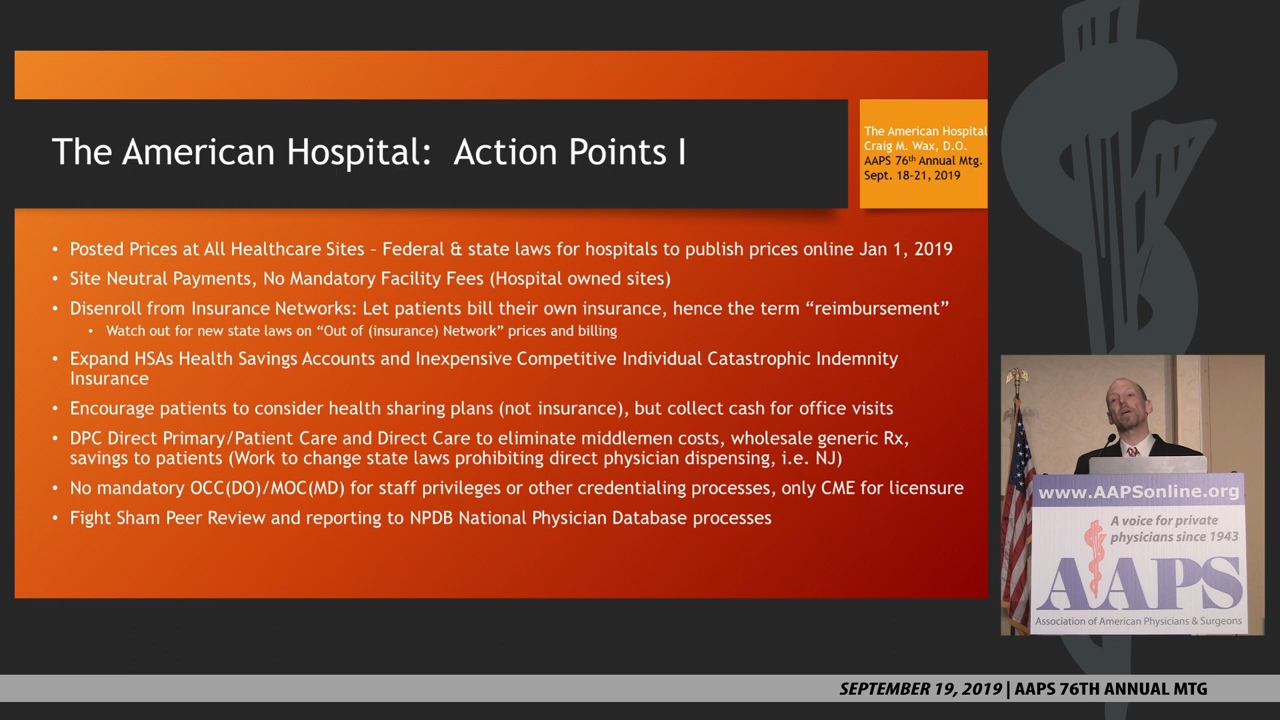 The American Hospital:  Action Points I
The American Hospital
Craig M. Wax, D.O.
AAPS 76th Annual Mtg.
Sept. 18-21, 2019
• Posted Prices at All Healthcare Sites – Federal & state laws for hospitals to publish prices online Jan 1, 2019
• Site Neutral Payments, No Mandatory Facility Fees (Hospital owned sites)
• Disenroll from Insurance Networks: Let patients bill their own insurance, hence the term “reimbursement”
• Watch out for new state laws on “Out of (insurance) Network” prices and billing
• Expand HSAs Health Savings Accounts and Inexpensive Competitive Individual Catastrophic Indemnity
Insurance
• Encourage patients to consider health sharing plans (not insurance), but collect cash for office visits
• DPC Direct Primary/Patient Care and Direct Care to eliminate middlemen costs, wholesale generic Rx,
savings to patients (Work to change state laws prohibiting direct physician dispensing, i.e. NJ)
• No mandatory OCC(DO)/MOC(MD) for staff privileges or other credentialing processes, only CME for licensure
• Fight Sham Peer Review and reporting to NPDB National Physician Database processes
www.AAPSonline.org
A voice for private
physicians since 1943
AAPS
Association of American Physicians & Surgeons
SEPTEMBER 19, 2019 | AAPS 76TH ANNUAL MTG